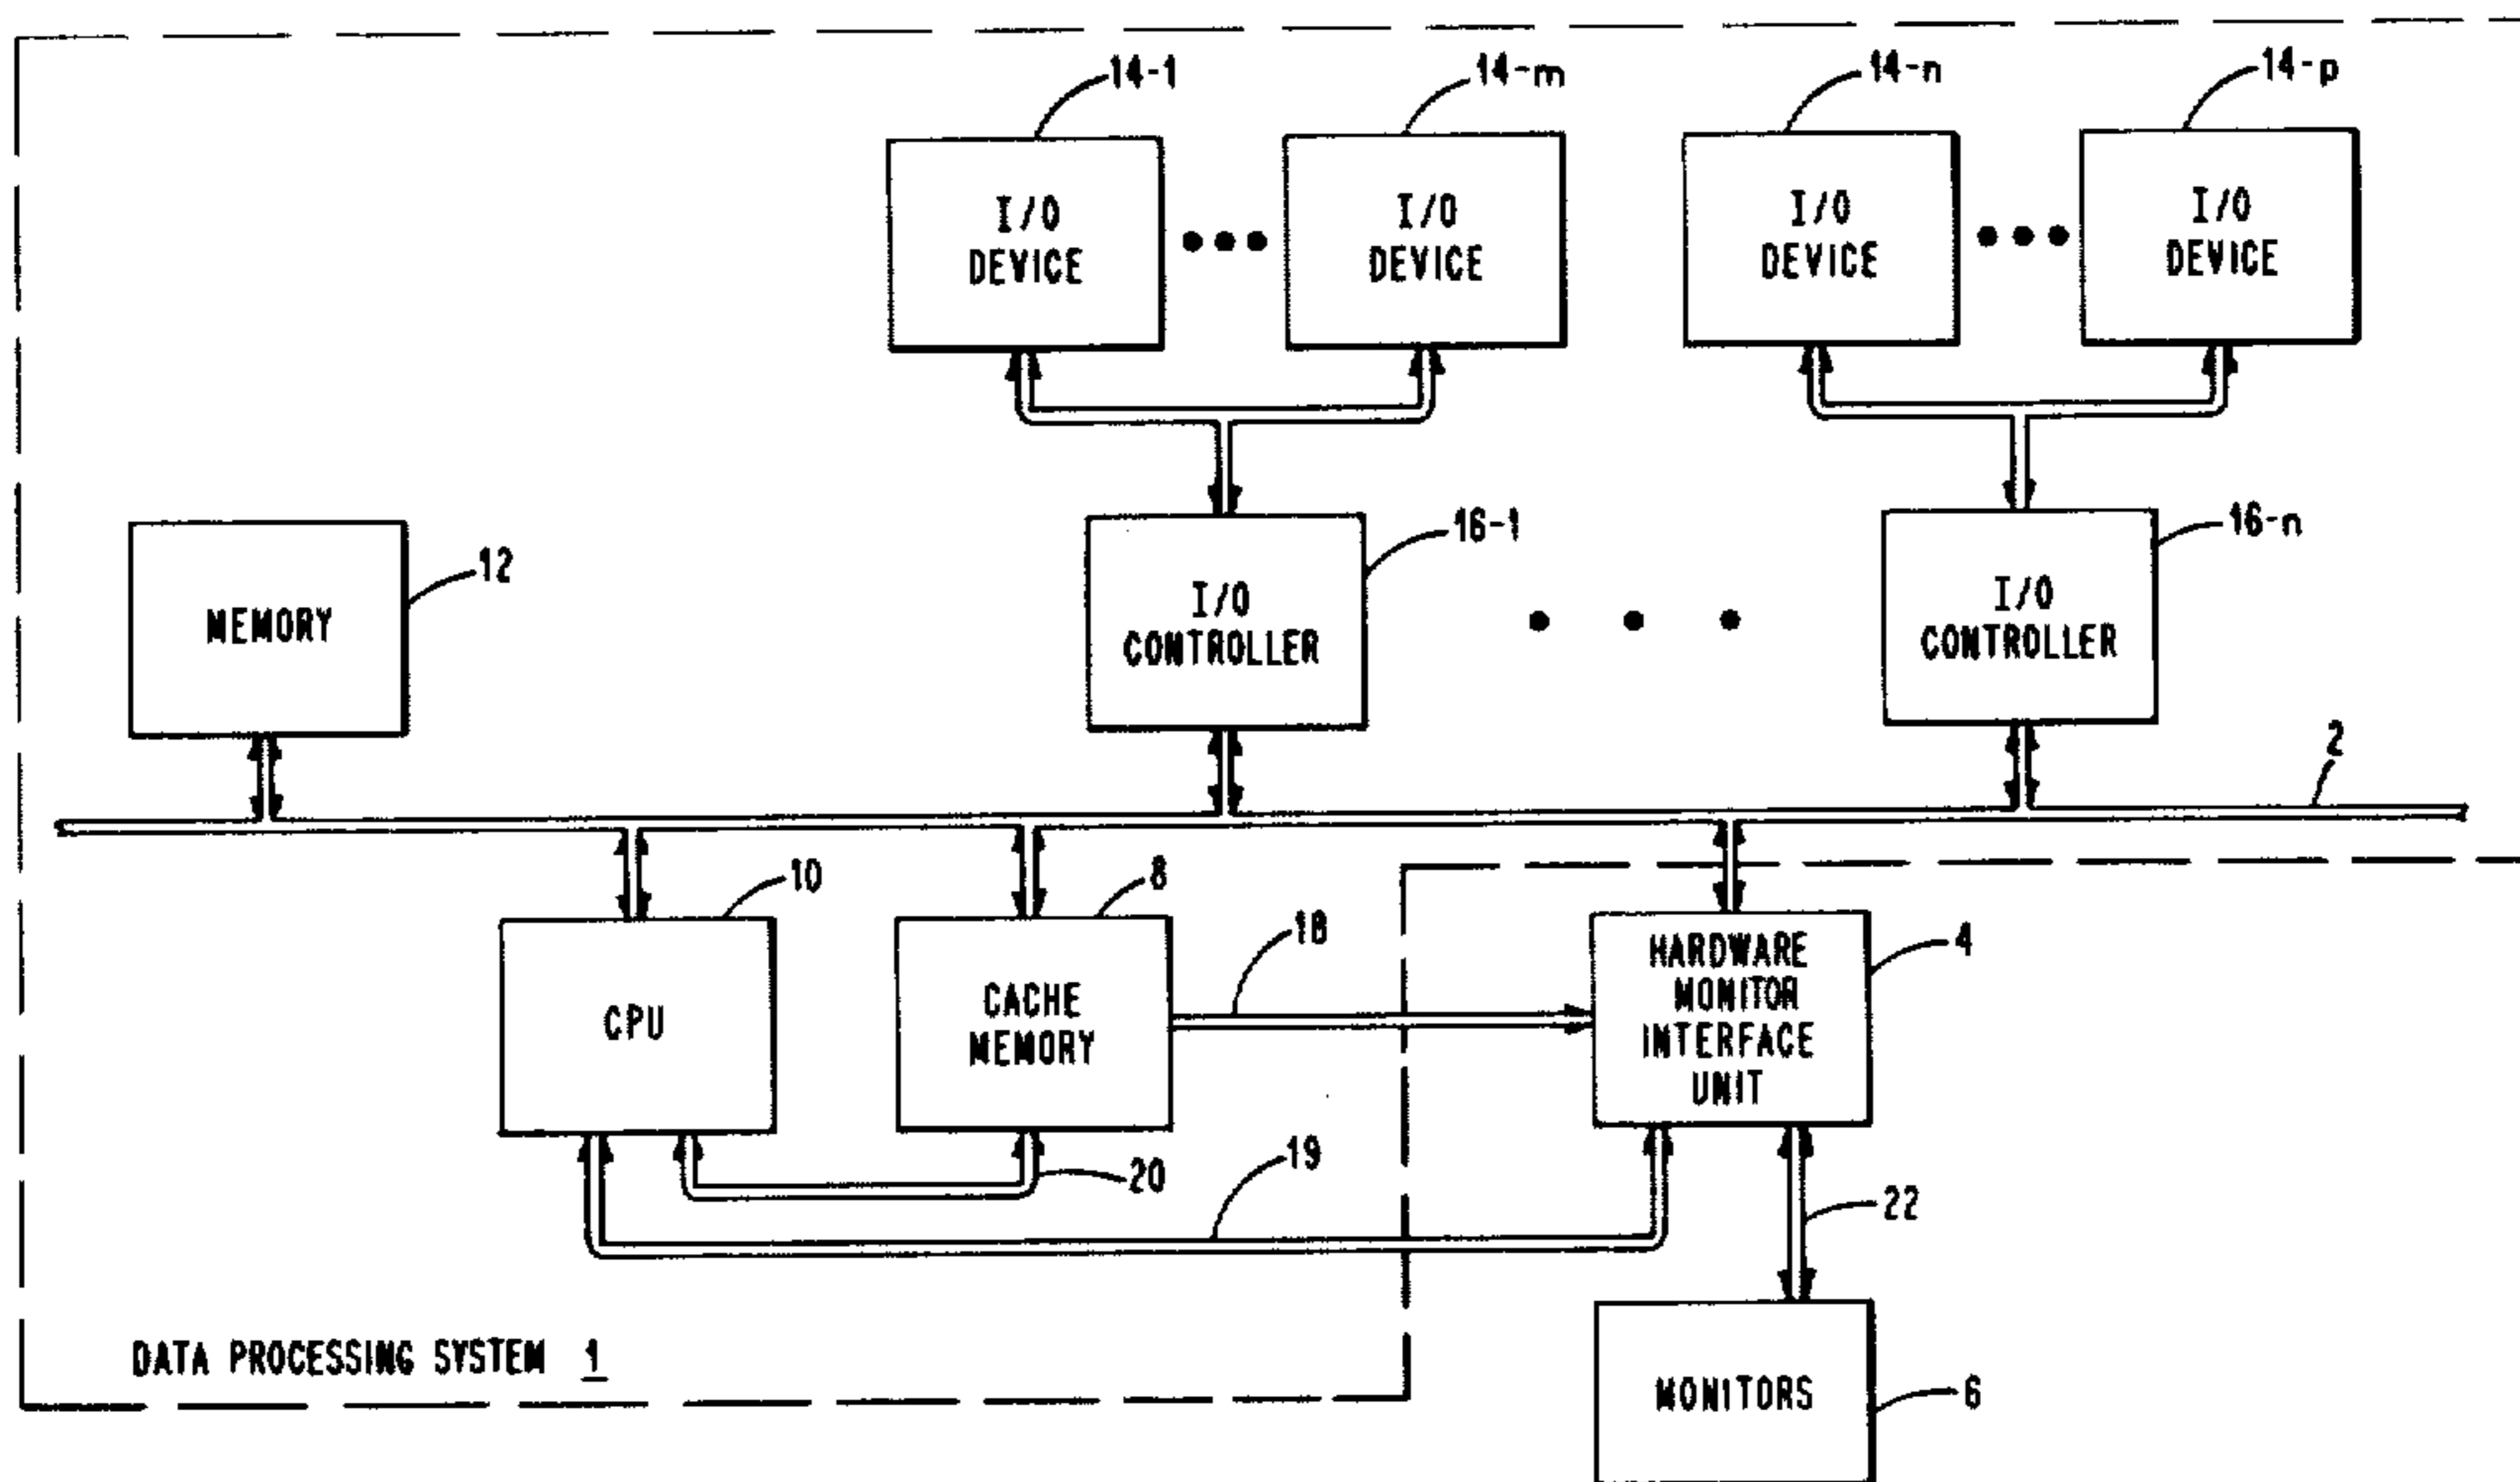 14-1
14-m
14-n
14-p
I/O
DEVICE
I/O
DEVICE
I/O
DEVICE
I/O
DEVICE
16-1
16-n
12
MEMORY
I/O
CONTROLLER
I/O
CONTROLLER
2
10
8
18
4
CPU
CACHE
MEMORY
HARDWARE
MONITOR
INTERFACE
UNIT
20
19
22
DATA PROCESSING SYSTEM 1
MONITORS
6